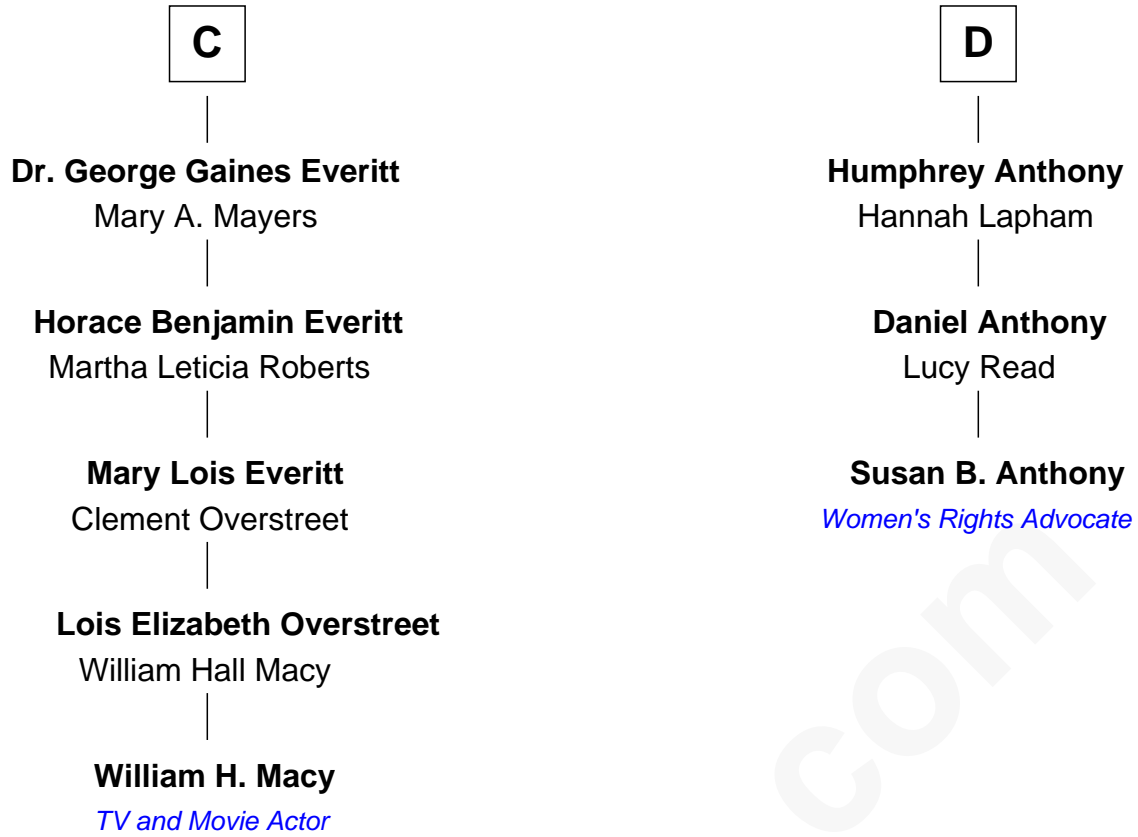 C
Dr. George Gaines Everitt
Mary A. Mayers
Horace Benjamin Everitt
Martha Leticia Roberts
Mary Lois Everitt
Clement Overstreet
Lois Elizabeth Overstreet
William Hall Macy
William H. Macy
TV and Movie Actor
D
Humphrey Anthony
Hannah Lapham
Daniel Anthony
Lucy Read
Susan B. Anthony
Women's Rights Advocate
com